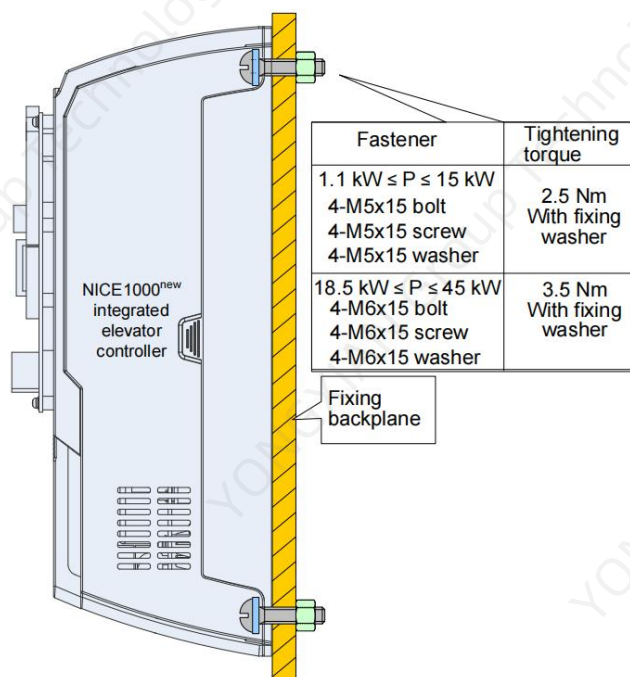 Fastener
Tightening
torque
1.1 kW ≤ P ≤ 15 kW
4-M5x15 bolt
4-M5x15 screw
4-M5x15 washer
2.5 Nm
With fixing
washer
18.5 kW ≤ P ≤ 45 kW
4-M6x15 bolt
4-M6x15 screw
4-M6x15 washer
3.5 Nm
With fixing
washer
NICE1000new
integrated
elevator
controller
Fixing
backplane